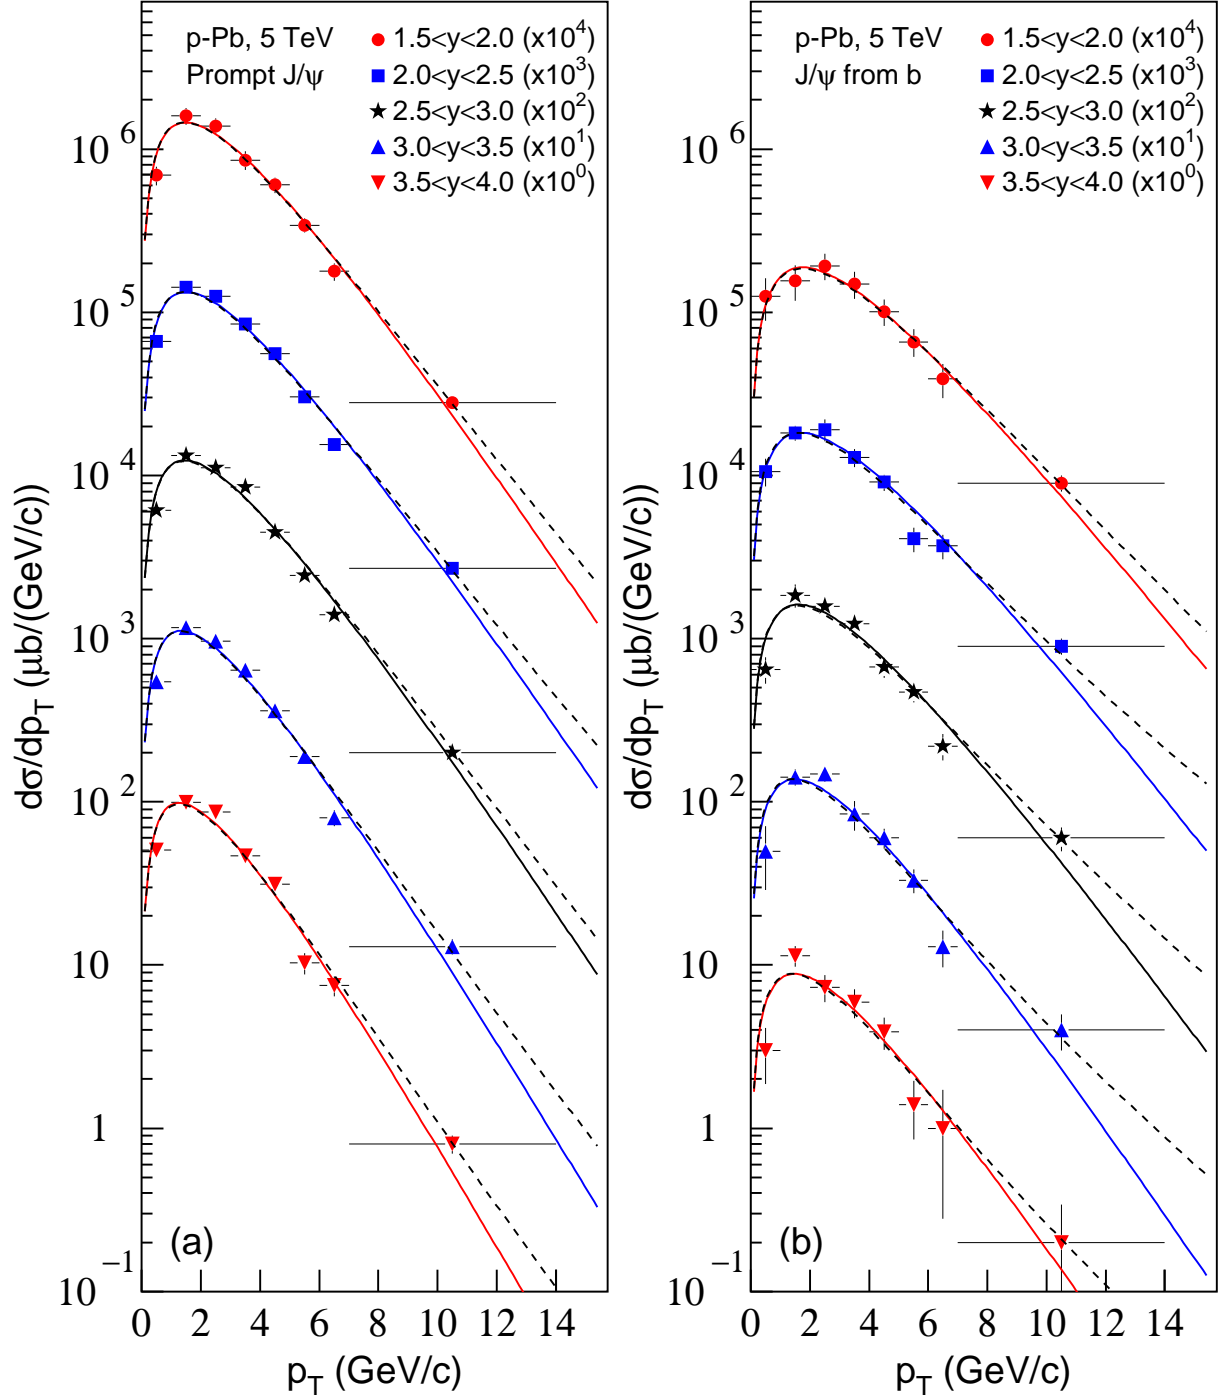 p-Pb, 5 TeV
Prompt J/ψ
1.5<y<2.0 (x10^4)
2.0<y<2.5 (x10^3)
2.5<y<3.0 (x10^2)
3.0<y<3.5 (x10^1)
3.5<y<4.0 (x10^0)
10^6
10^5
10^4
10^3
10^2
10
1
10^−1
dσ/dp_T (μb/(GeV/c))
(a)
0 2 4 6 8 10 12 14
p_T (GeV/c)
p-Pb, 5 TeV
J/ψ from b
1.5<y<2.0 (x10^4)
2.0<y<2.5 (x10^3)
2.5<y<3.0 (x10^2)
3.0<y<3.5 (x10^1)
3.5<y<4.0 (x10^0)
10^6
10^5
10^4
10^3
10^2
10
1
10^−1
dσ/dp_T (μb/(GeV/c))
(b)
0 2 4 6 8 10 12 14
p_T (GeV/c)